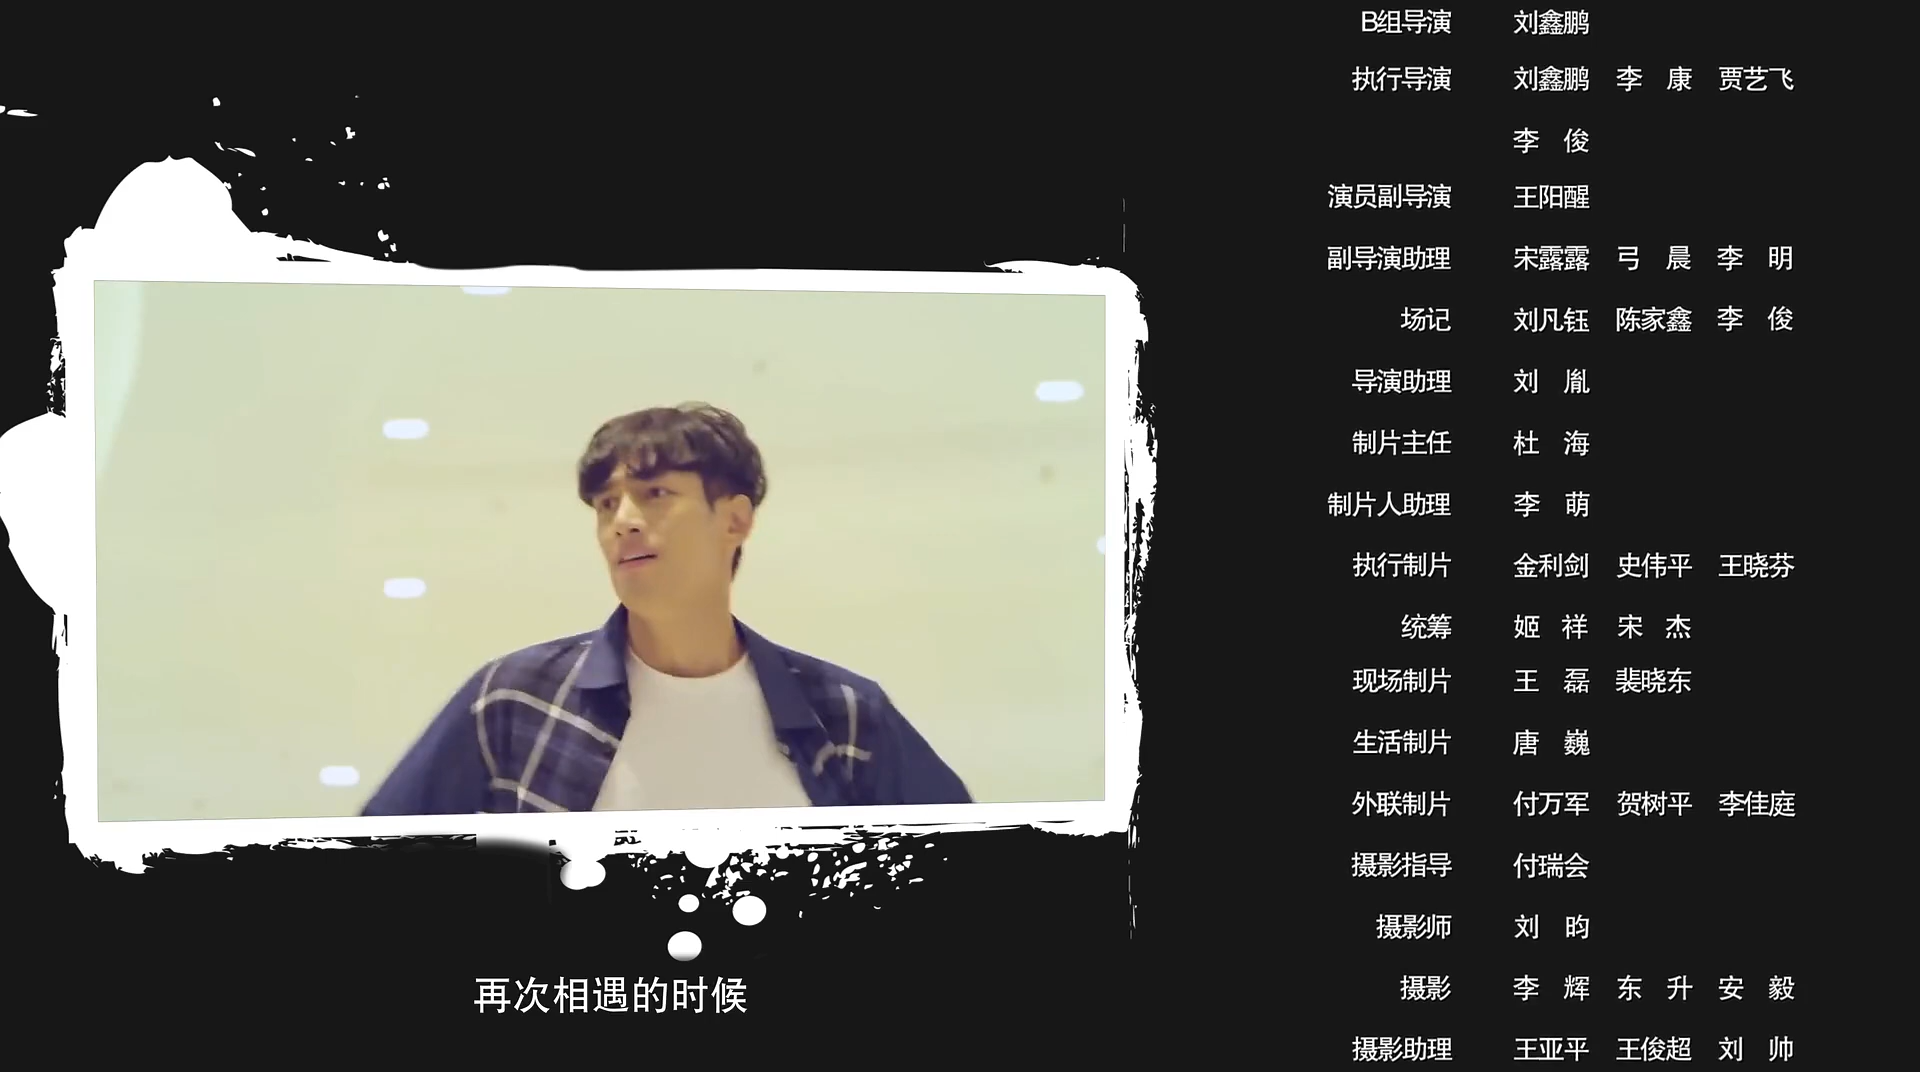 B组导演 刘鑫鹏
执行导演 刘鑫鹏 李 康 贾艺飞
李 俊
演员副导演 王阳醒
副导演助理 宋露露 弓 晨 李 明
场记 刘凡钰 陈家鑫 李 俊
导演助理 刘 胤
制片主任 杜 海
制片人助理 李 萌
执行制片 金利剑 史伟平 王晓芬
统筹 姬 祥 宋 杰
现场制片 王 磊 裴晓东
生活制片 唐 巍
外联制片 付万军 贺树平 李佳庭
摄影指导 付瑞会
摄影师 刘 昀
摄影 李 辉 东 升 安 毅
摄影助理 王亚平 王俊超 刘 帅
再次相遇的时候